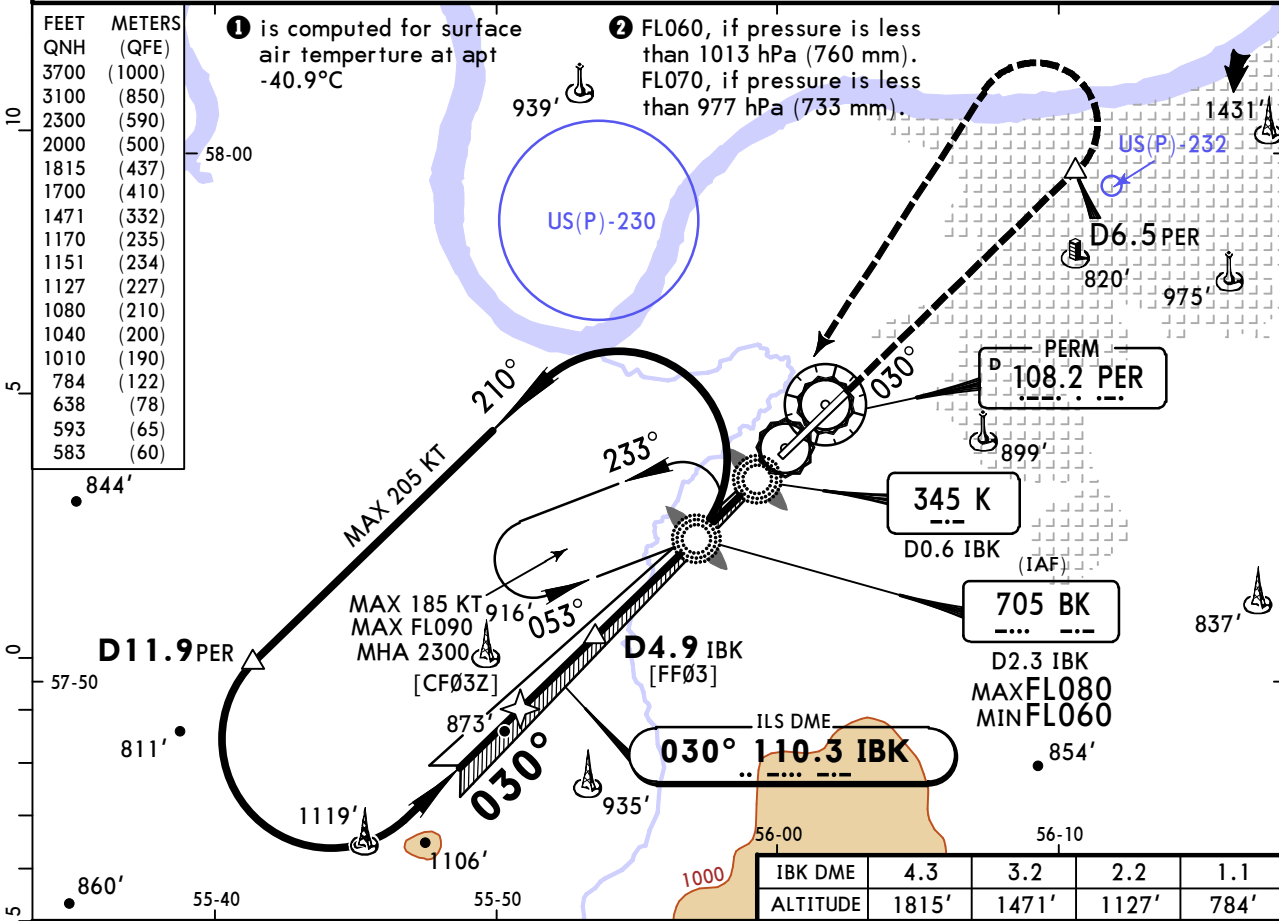 FEET METERS
QNH (QFE)
3700 (1000)
3100 (850)
2300 (590)
2000 (500)
1815 (437)
1700 (410)
1471 (332)
1170 (235)
1151 (234)
1127 (227)
1080 (210)
1040 (200)
1010 (190)
784 (122)
638 (78)
593 (65)
583 (60)
1 is computed for surface
air temperture at apt
-40.9°C
2 FL060, if pressure is less
than 1013 hPa (760 mm).
FL070, if pressure is less
than 977 hPa (733 mm).
939'
1431'
10
58-00
US(P)-232
US(P)-230
D6.5 PER
820'
975'
PERM
D 108.2 PER
030°
5
210°
899'
233°
844'
MAX 205 KT
345 K
D0.6 IBK
(IAF)
705 BK
D2.3 IBK
MAX FL080
MIN FL060
837'
MAX 185 KT
MAX FL090
MHA 2300
916'
053°
D11.9 PER
D4.9 IBK
[FFØ3]
[CFØ3Z]
0
57-50
873'
811'
ILS DME
030° 110.3 IBK
854'
030°
935'
1119'
1106'
56-00
56-10
1000
860'
55-40
55-50
5
IBK DME 4.3 3.2 2.2 1.1
ALTITUDE 1815' 1471' 1127' 784'